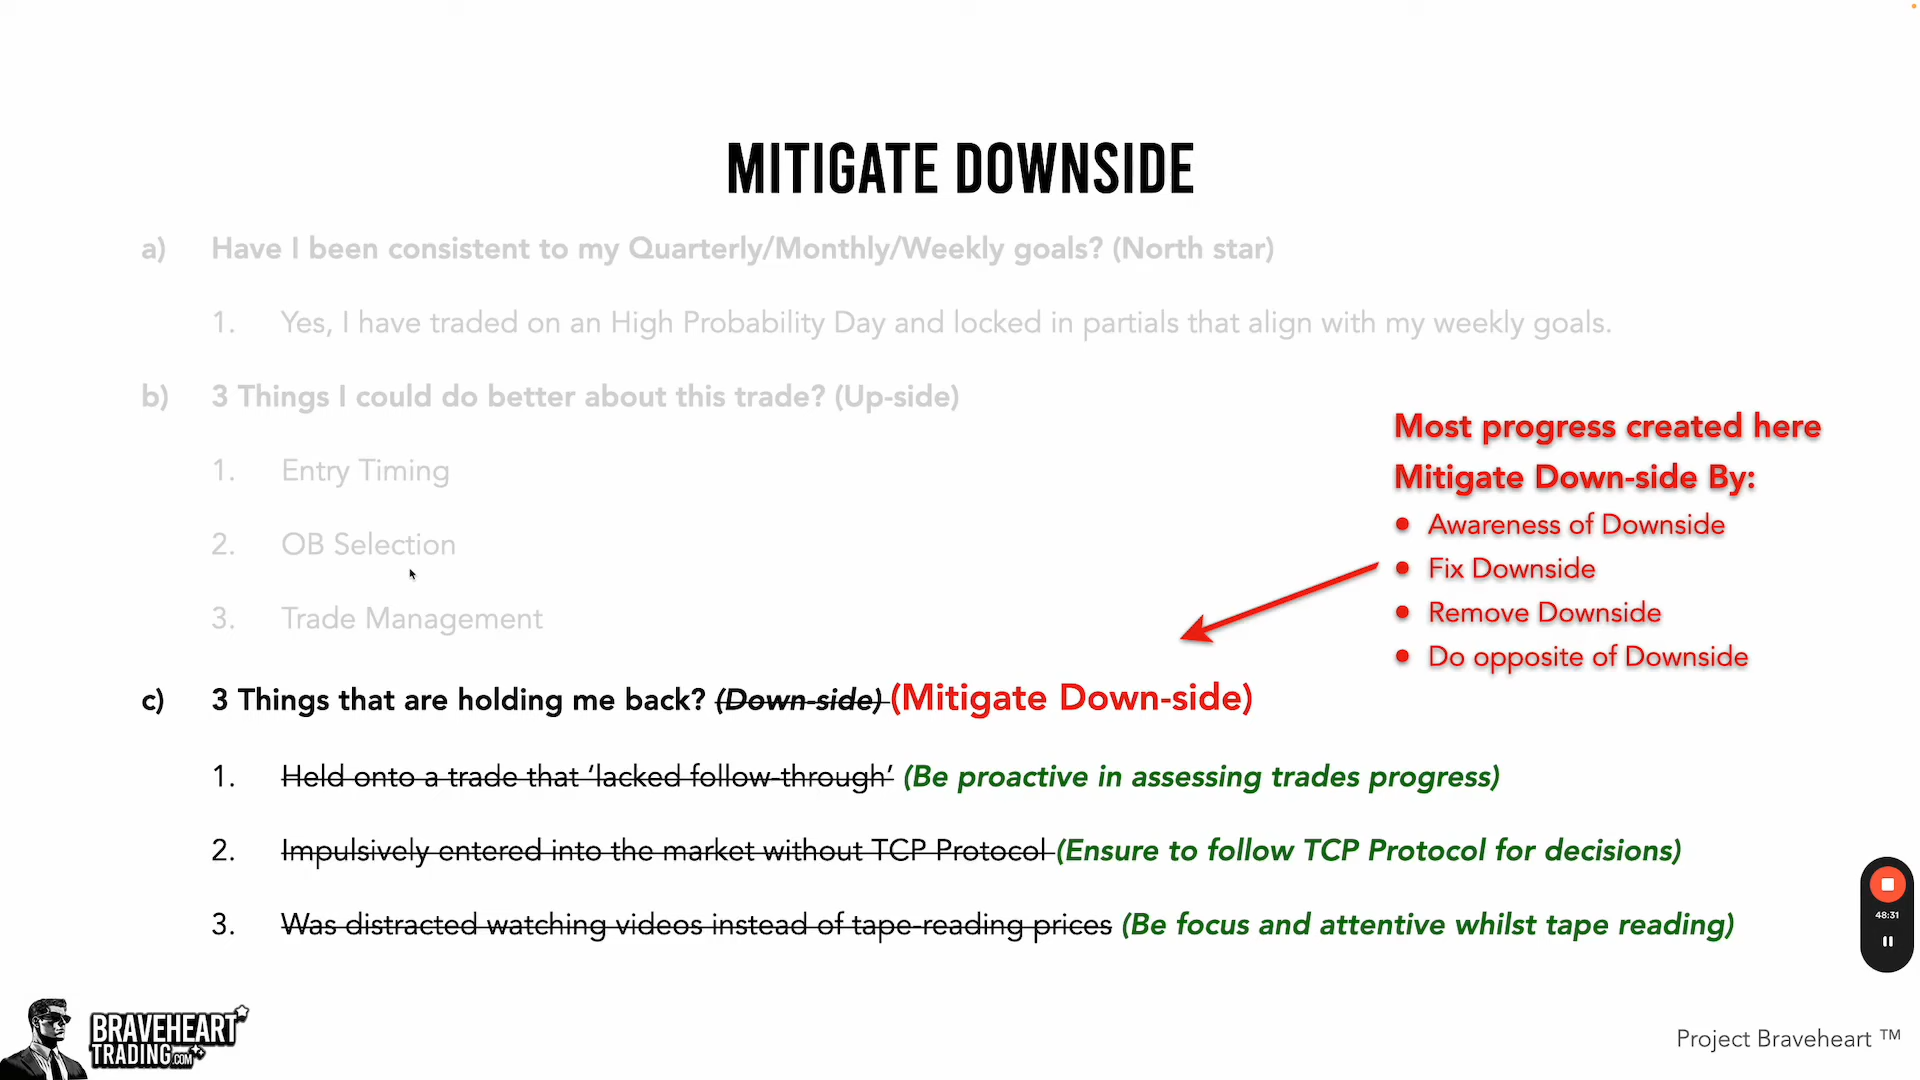 MITIGATE DOWNSIDE
a) Have I been consistent to my Quarterly/Monthly/Weekly goals? (North star)
1. Yes, I have traded on an High Probability Day and locked in partials that align with my weekly goals.
b) 3 Things I could do better about this trade? (Up-side)
1. Entry Timing
2. OB Selection
3. Trade Management
Most progress created here
Mitigate Down-side By:
• Awareness of Downside
• Fix Downside
• Remove Downside
• Do opposite of Downside
c) 3 Things that are holding me back? (Down-side) (Mitigate Down-side)
1. Held onto a trade that ‘lacked follow-through’ (Be proactive in assessing trades progress)
2. Impulsively entered into the market without TCP Protocol (Ensure to follow TCP Protocol for decisions)
3. Was distracted watching videos instead of tape-reading prices (Be focus and attentive whilst tape reading)
48:31
BRAVEHEART
TRADING.COM
Project Braveheart ™